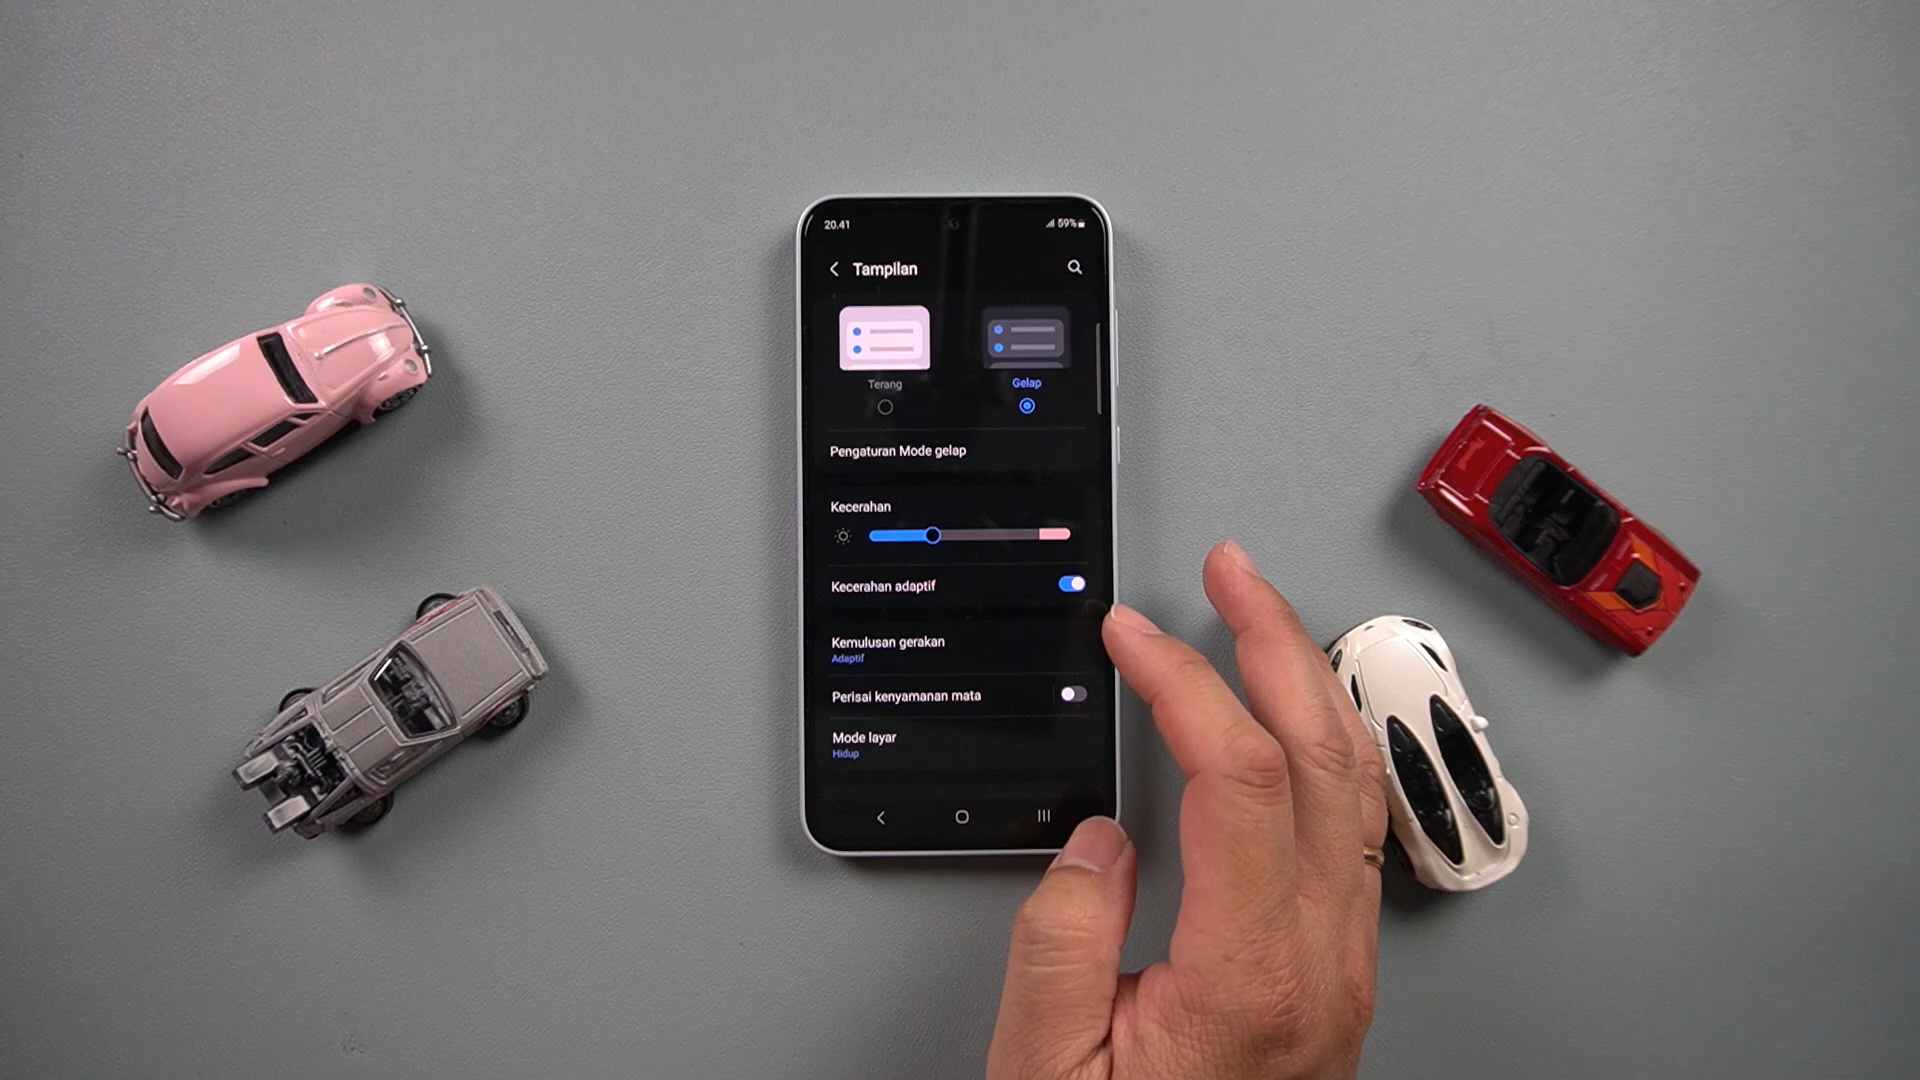 20.41
59%
Tampilan
Terang
Gelap
Pengaturan Mode gelap
Kecerahan
Kecerahan adaptif
Kemulusan gerakan
Adaptif
Perisai kenyamanan mata
Mode layar
Hidup